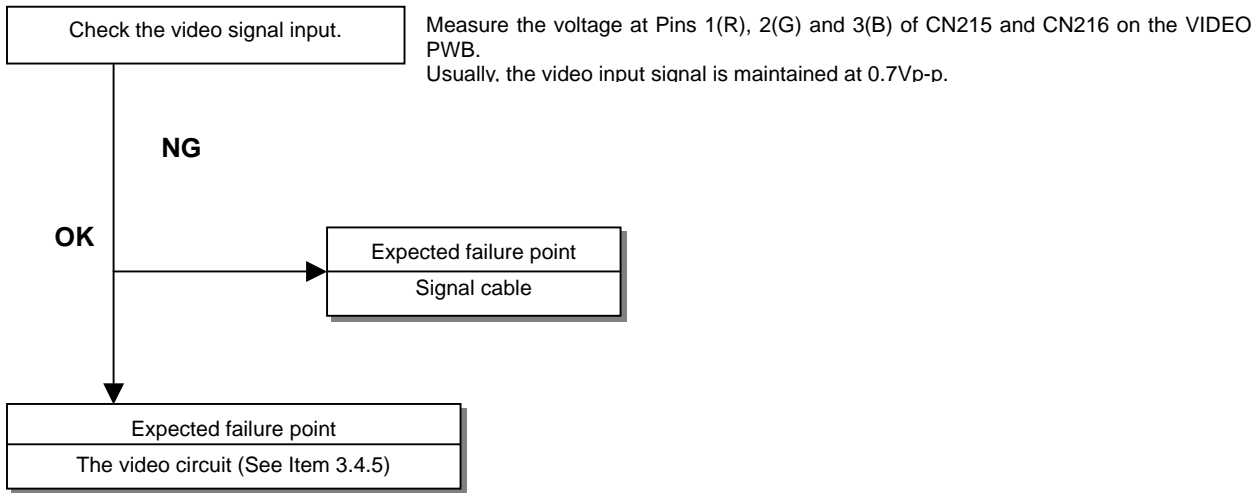 Check the video signal input.
Measure the voltage at Pins 1(R), 2(G) and 3(B) of CN215 and CN216 on the VIDEO
PWB.
Usually, the video input signal is maintained at 0.7Vp-p.
NG
OK
Expected failure point
Signal cable
Expected failure point
The video circuit (See Item 3.4.5)